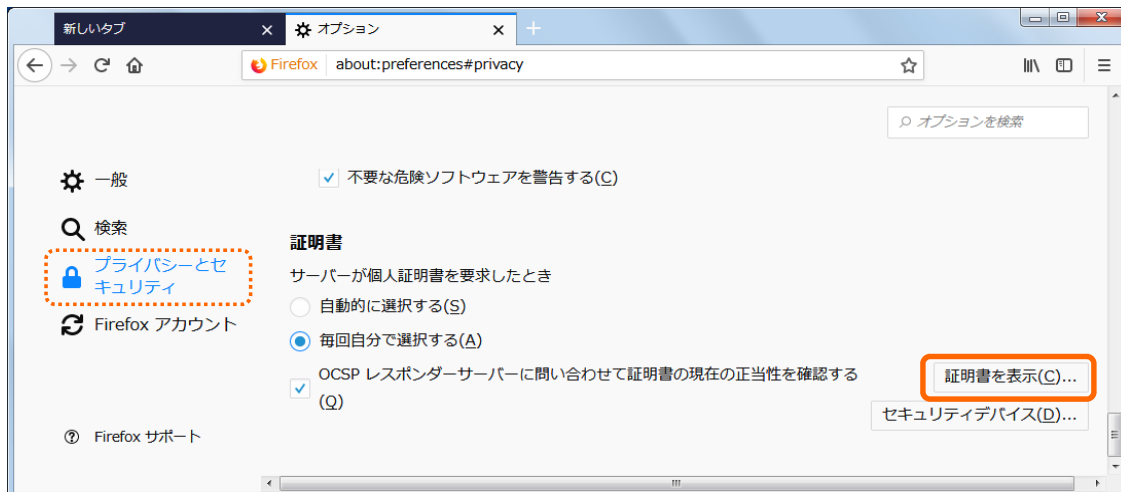 新しいタブ
オプション
Firefox
about:preferences#privacy
オプションを検索
一般
不要な危険ソフトウェアを警告する(C)
検索
証明書
プライバシーとセ
キュリティ
サーバーが個人証明書を要求したとき
自動的に選択する(S)
Firefox アカウント
毎回自分で選択する(A)
OCSP レスポンダーサーバーに問い合わせて証明書の現在の正当性を確認する
(Q)
証明書を表示(C)...
セキュリティデバイス(D)...
Firefox サポート